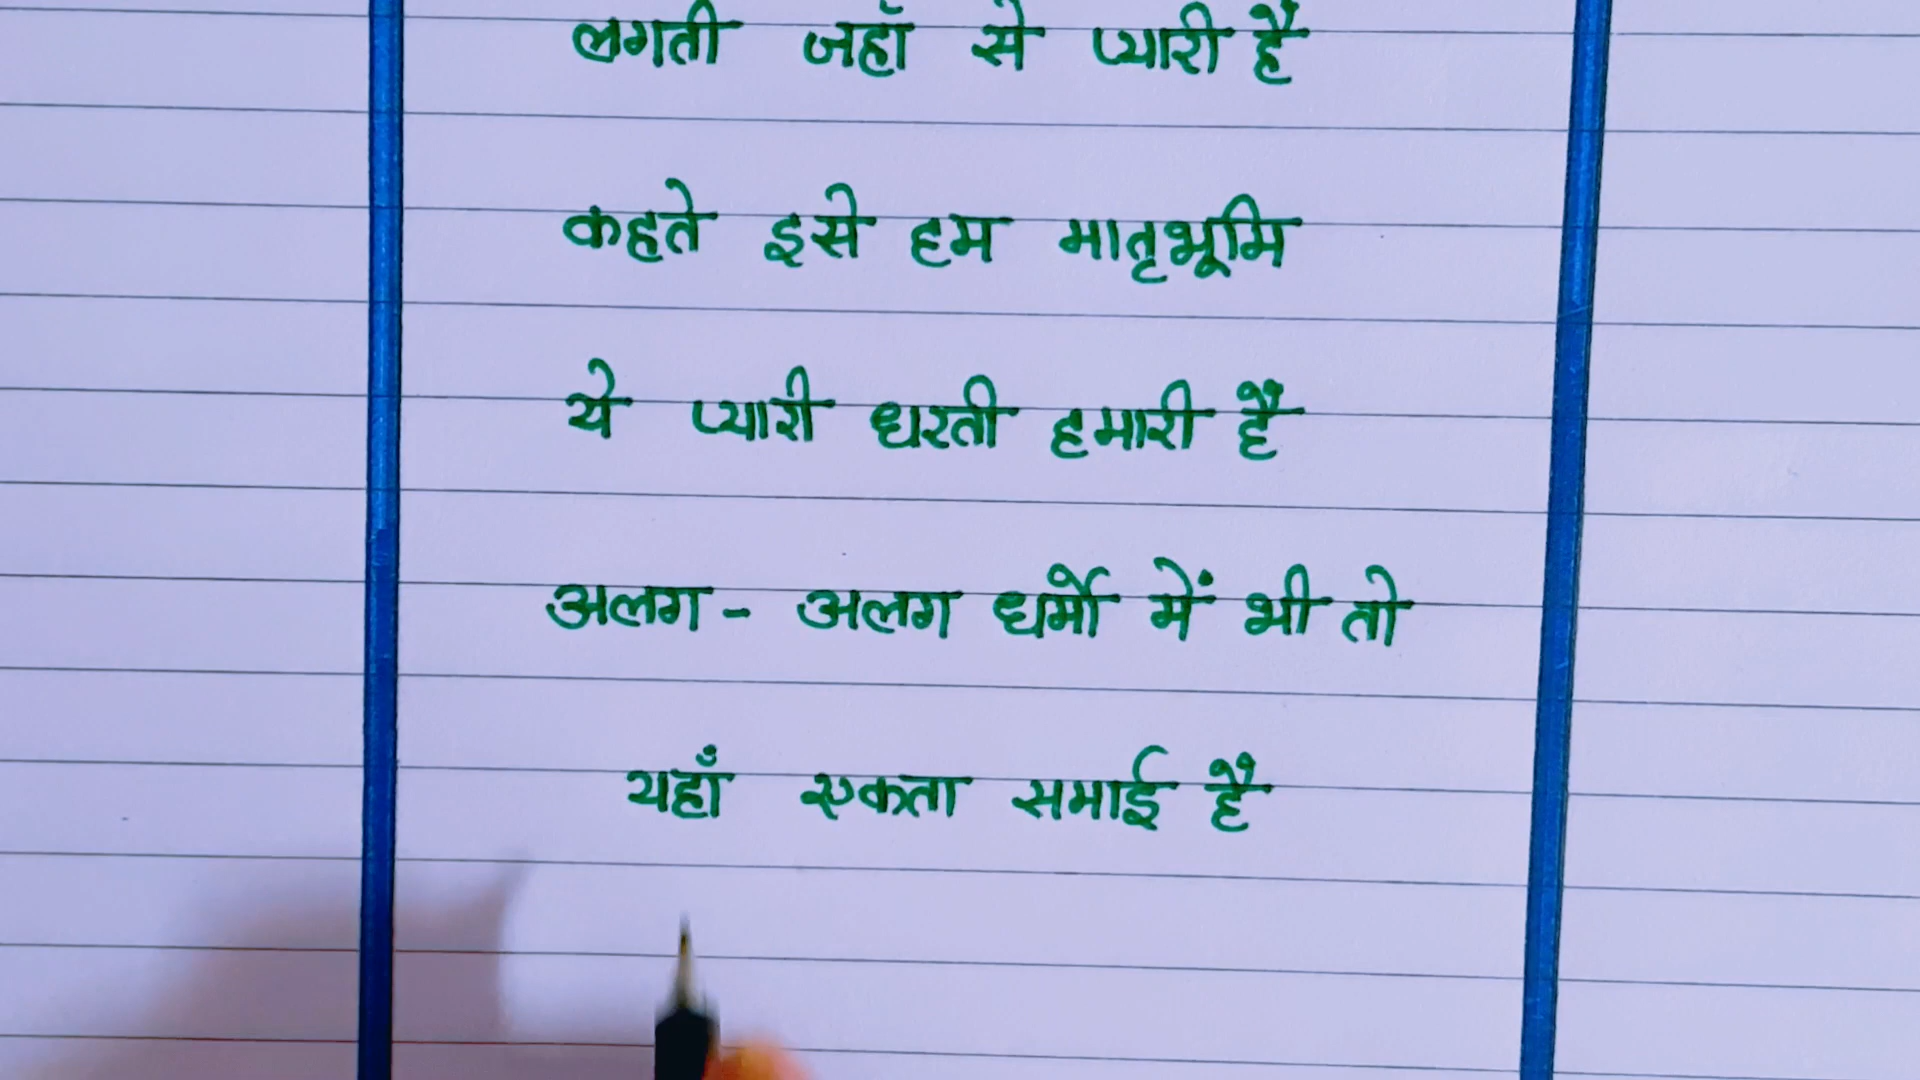 लगती जहाँ से प्यारी है
कहते इसे हम मातृभूमि
ये प्यारी धरती हमारी है
अलग - अलग धर्मो में भी तो
यहाँ एकता समाई है